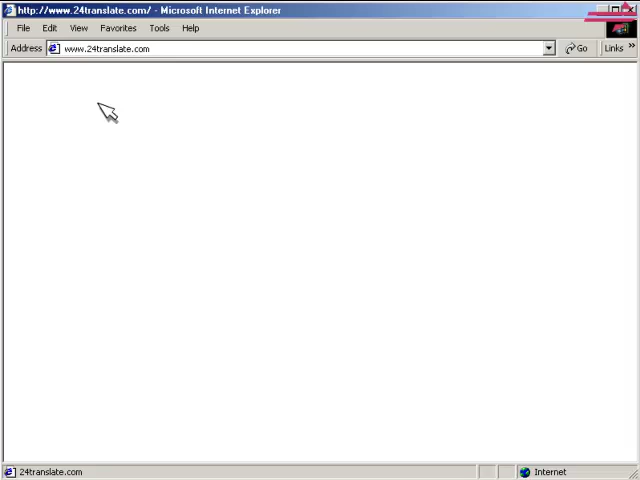 http://www.24translate.com/ - Microsoft Internet Explorer
File Edit View Favorites Tools Help
Address www.24translate.com Go Links »
24translate.com Internet